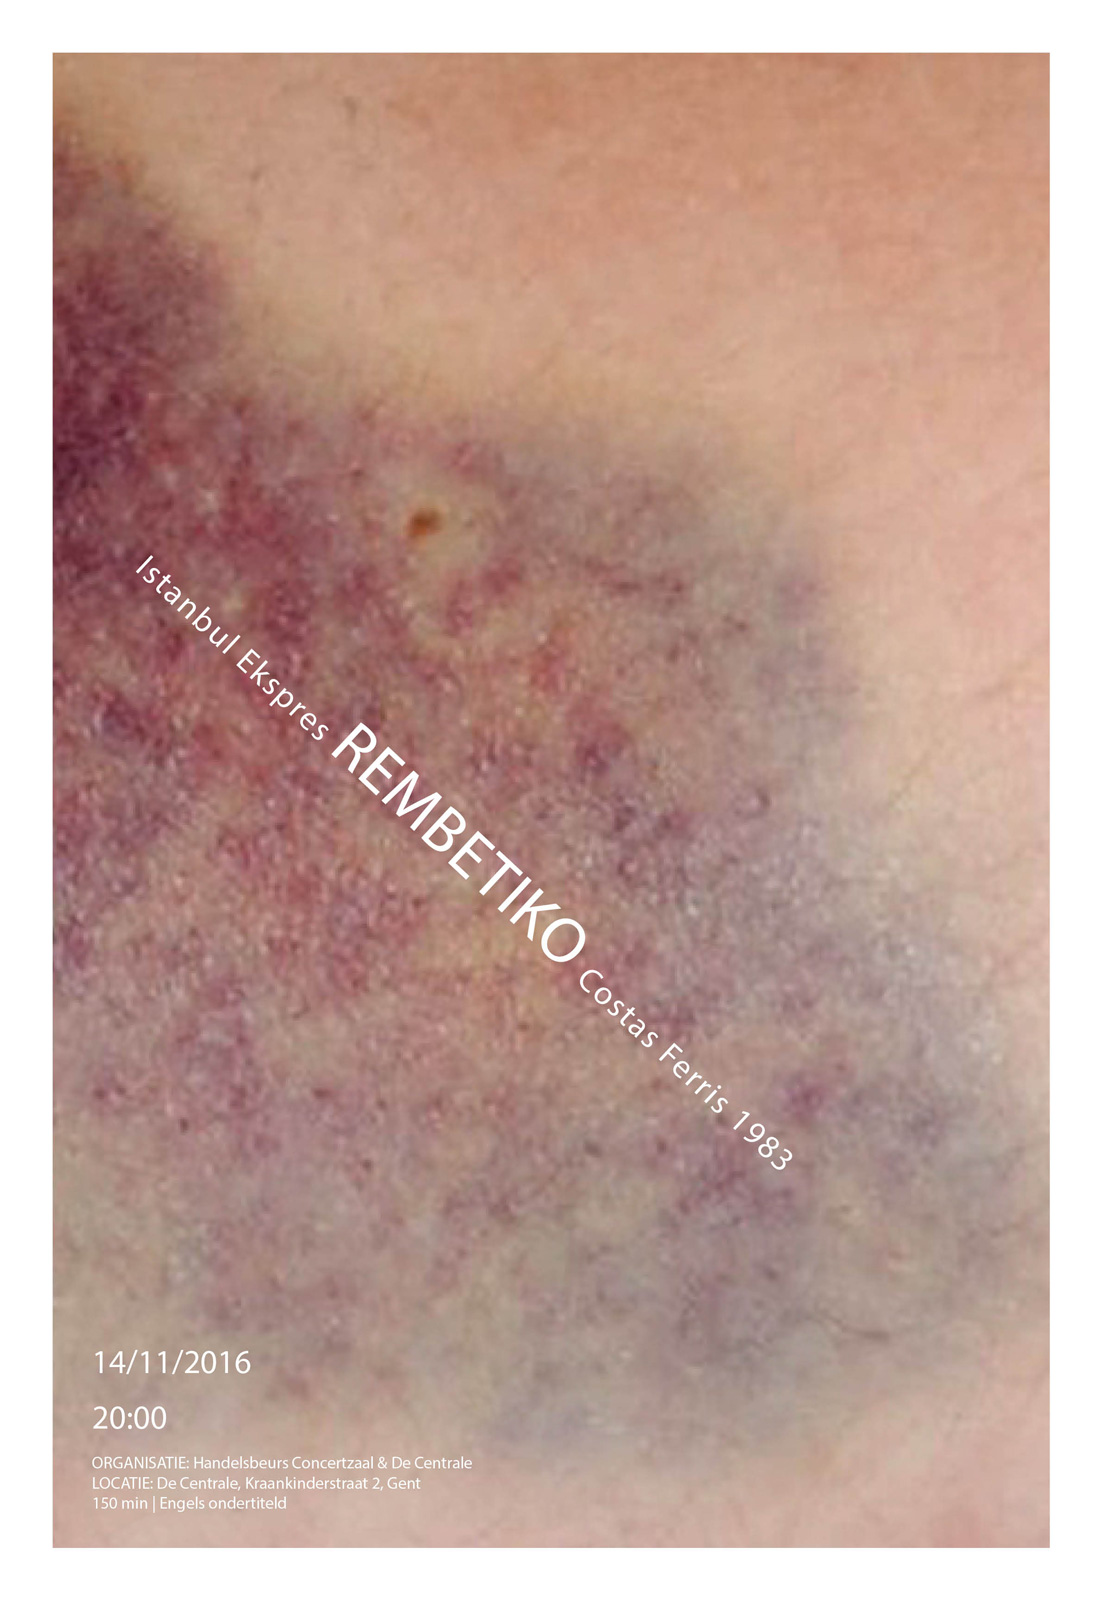 Istanbul Ekspres REMBETIKO Costas Ferris 1983
14/11/2016
20:00
ORGANISATIE: Handelsbeurs Concertzaal & De Centrale
LOCATIE: De Centrale, Kraankinderstraat 2, Gent
150 min | Engels ondertiteld